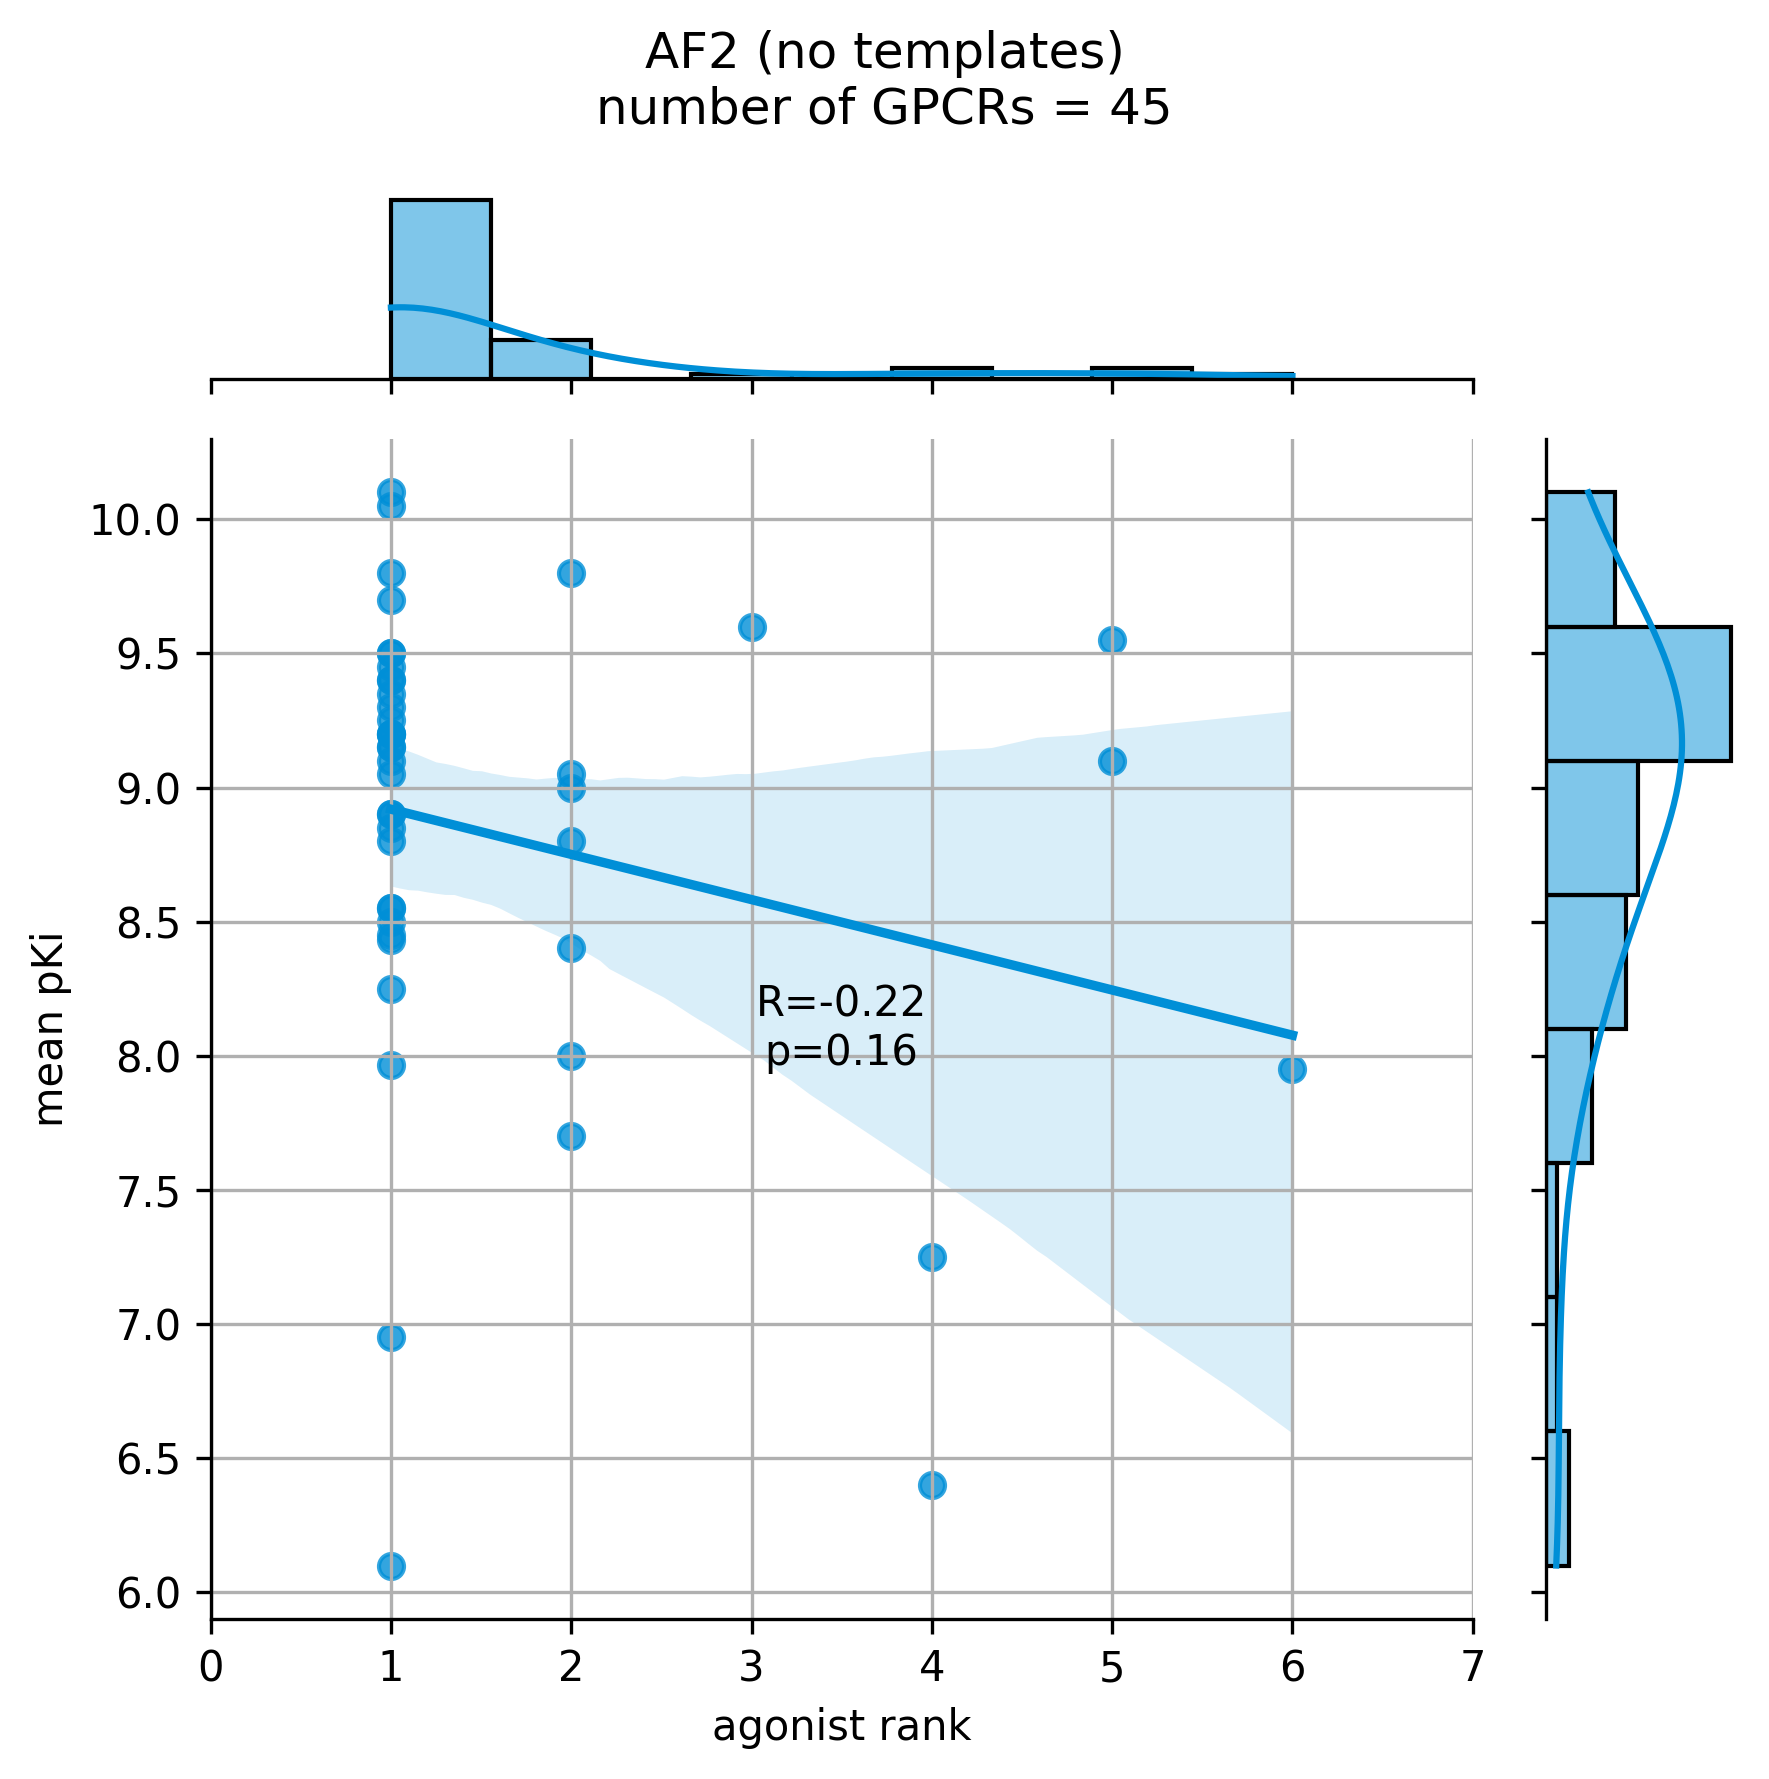 AF2 (no templates)
number of GPCRs = 45
10.0
9.5
9.0
8.5
8.0
7.5
7.0
6.5
6.0
mean pKi
R=-0.22
p=0.16
0 1 2 3 4 5 6 7
agonist rank